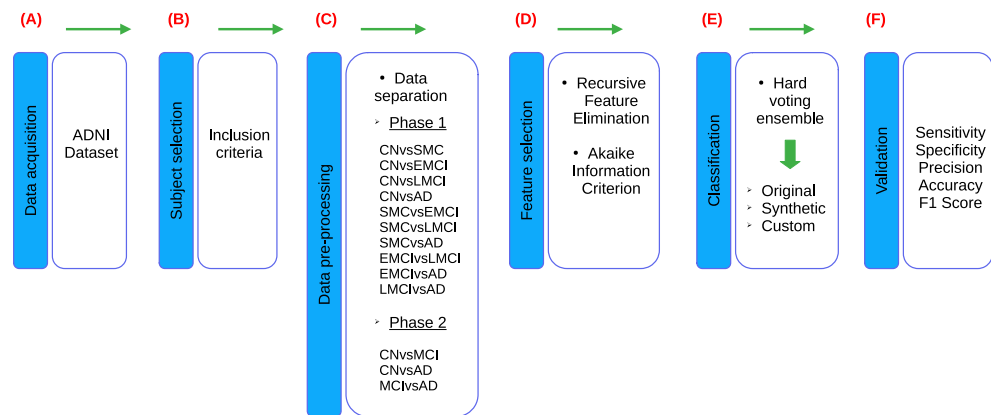 (A)
Data acquisition
ADNI
Dataset
(B)
Subject selection
Inclusion
criteria
(C)
Data pre-processing
• Data
separation
➢ Phase 1
CNvsSMC
CNvsEMCI
CNvsLMCI
CNvsAD
SMCvsEMCI
SMCvsLMCI
SMCvsAD
EMCIvsLMCI
EMCIvsAD
LMCIvsAD
➢ Phase 2
CNvsMCI
CNvsAD
MCIvsAD
(D)
Feature selection
• Recursive
Feature
Elimination
• Akaike
Information
Criterion
(E)
Classification
• Hard
voting
ensemble
➢ Original
➢ Synthetic
➢ Custom
(F)
Validation
Sensitivity
Specificity
Precision
Accuracy
F1 Score